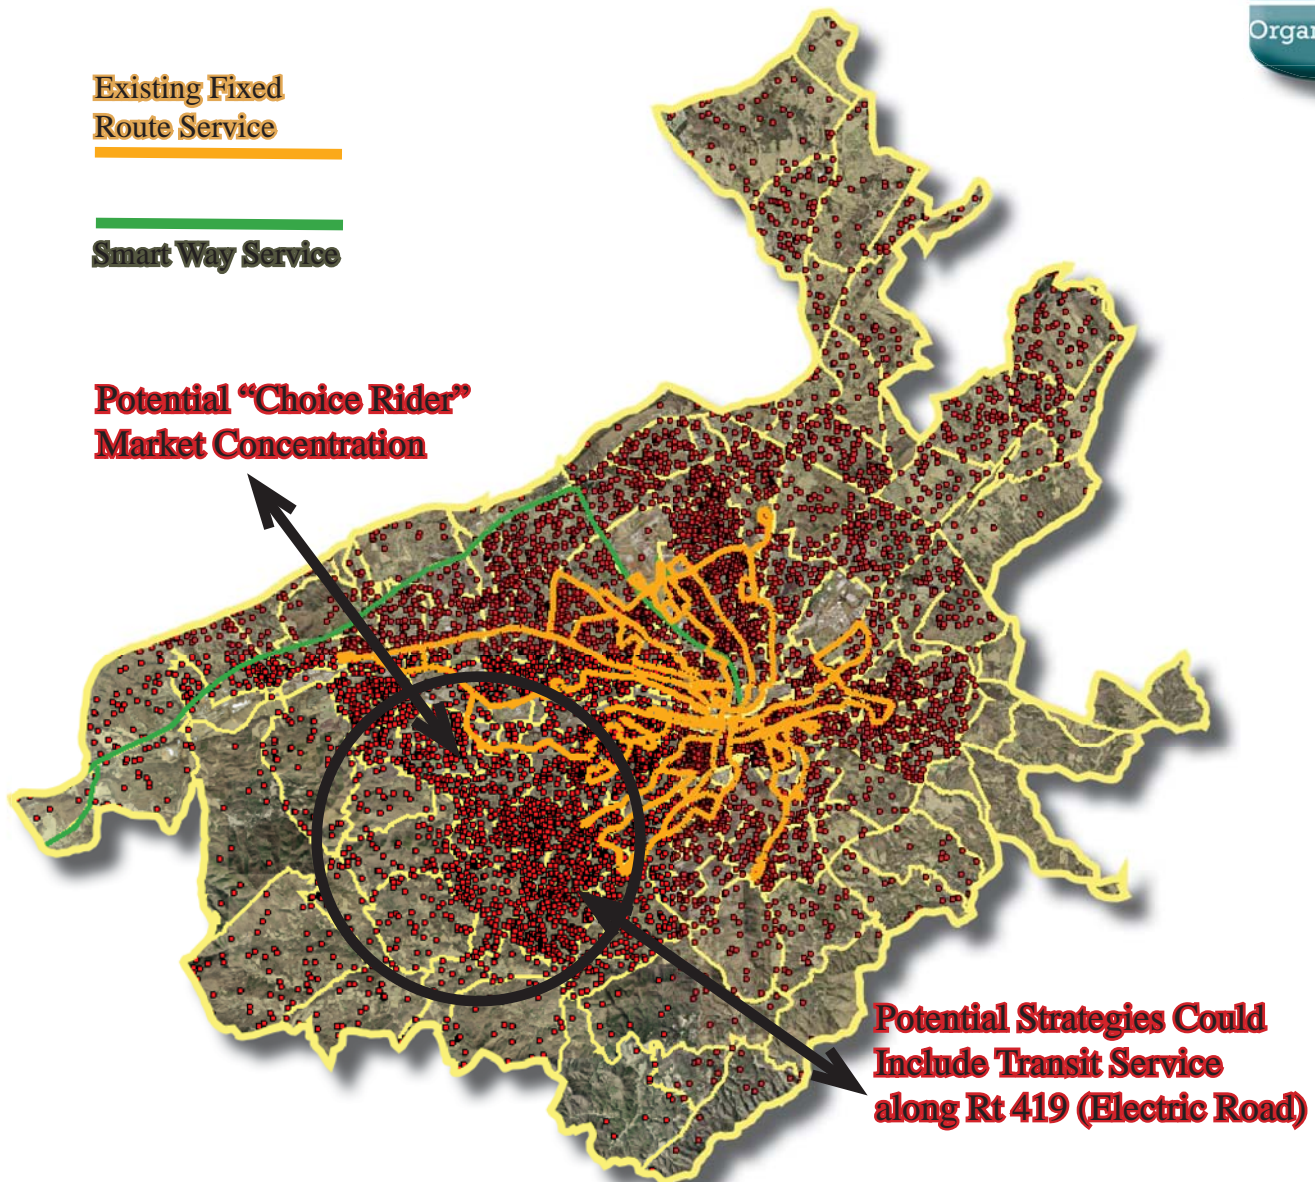 Existing Fixed
Route Service
Smart Way Service
Potential “Choice Rider”
Market Concentration
Potential Strategies Could
Include Transit Service
along Rt 419 (Electric Road)